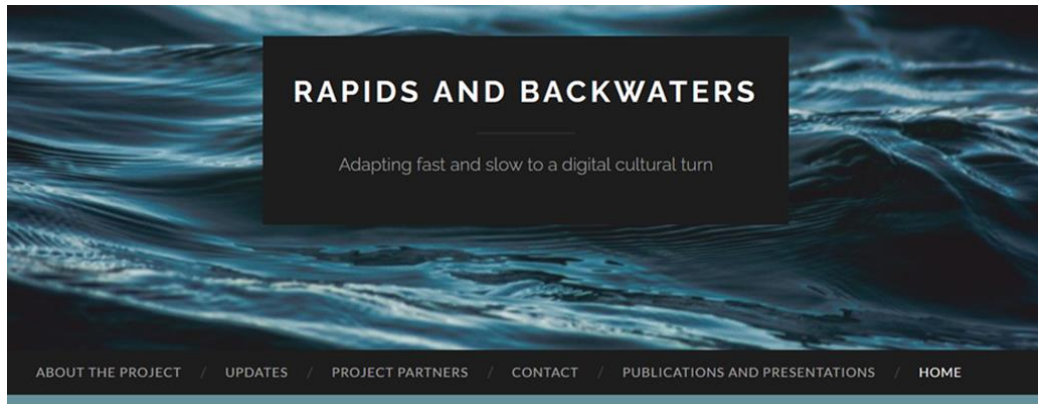 RAPIDS AND BACKWATERS
Adapting fast and slow to a digital cultural turn
ABOUT THE PROJECT / UPDATES / PROJECT PARTNERS / CONTACT / PUBLICATIONS AND PRESENTATIONS / HOME